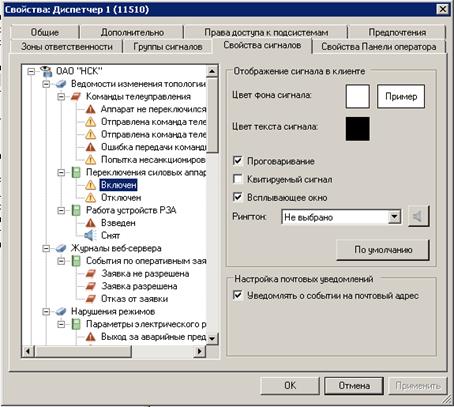 Свойства: Диспетчер 1 (11510)
Общие
Дополнительно
Права доступа к подсистемам
Предпочтения
Зоны ответственности
Группы сигналов
Свойства сигналов
Свойства Панели оператора
ОАО "НСК"
Ведомости изменения топологии
Команды телеуправления
Аппарат не переключился
Отправлена команда теле
Отправлена команда теле
Ошибка передачи команд
Попытка несанкциониров
Переключения силовых аппар
Включен
Отключен
Работа устройств РЗА
Взведен
Снят
Журналы веб-сервера
События по оперативным зая
Заявка не разрешена
Заявка разрешена
Отказ от заявки
Нарушения режимов
Параметры электрического р
Выход за аварийные пред
Отображение сигнала в клиенте
Цвет фона сигнала:
Пример
Цвет текста сигнала:
Проговаривание
Квитируемый сигнал
Всплывающее окно
Рингтон:
Не выбрано
По умолчанию
Настройка почтовых уведомлений
Уведомлять о событии на почтовый адрес
OK
Отмена
Применить